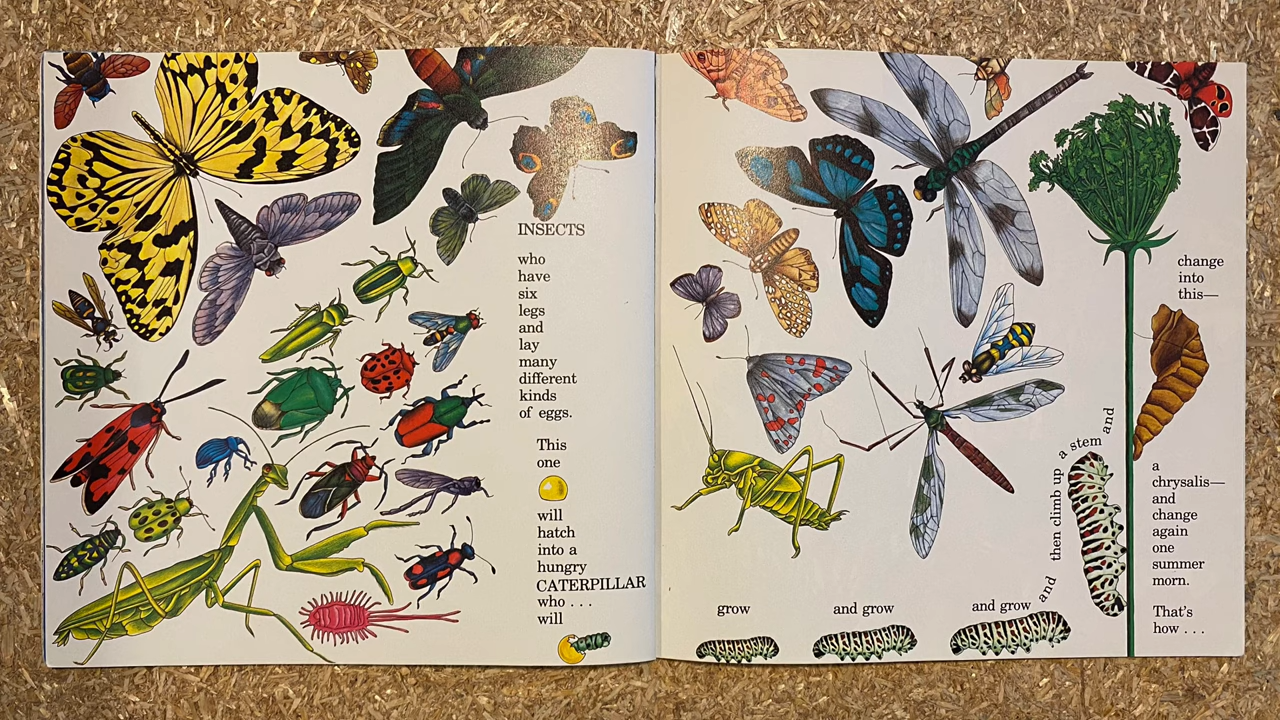 INSECTS
who
have
six
legs
and
lay
many
different
kinds
of eggs.
This
one
will
hatch
into a
hungry
CATERPILLAR
who . . .
will
grow
and grow
and grow
and
then climb up
a stem
and
change
into
this—
a
chrysalis—
and
change
again
one
summer
morn.
That's
how . . .